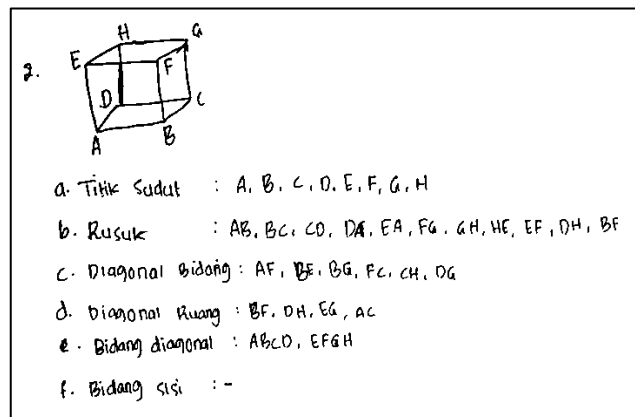 2.
H G
E F
D C
A B
a. Titik Sudut : A, B, C, D, E, F, G, H
b. Rusuk : AB, BC, CD, DA, EA, FG, GH, HE, EF, DH, BF
c. Diagonal Bidang : AF, BE, BG, FC, CH, DG
d. Diagonal Ruang : BF, DH, EG, AC
e. Bidang diagonal : ABCD, EFGH
f. Bidang sisi : -